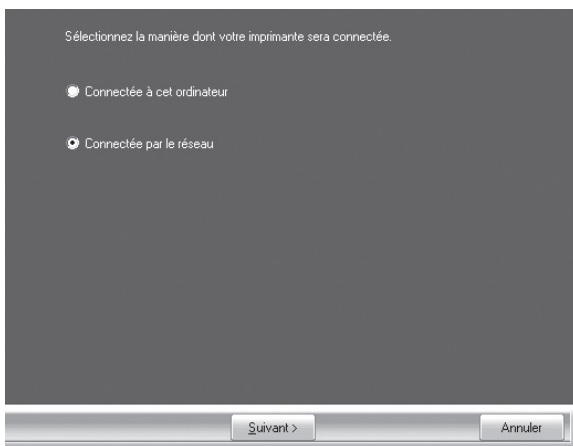 Sélectionnez la manière dont votre imprimante sera connectée.
Connectée à cet ordinateur
Connectée par le réseau
Suivant >
Annuler